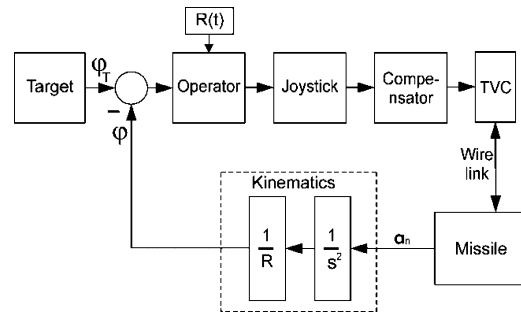 R(t)
Target
φT
Operator
Joystick
Compe-
nsator
TVC
−
φ
Wire
link
Kinematics
1
R
1
s²
an
Missile